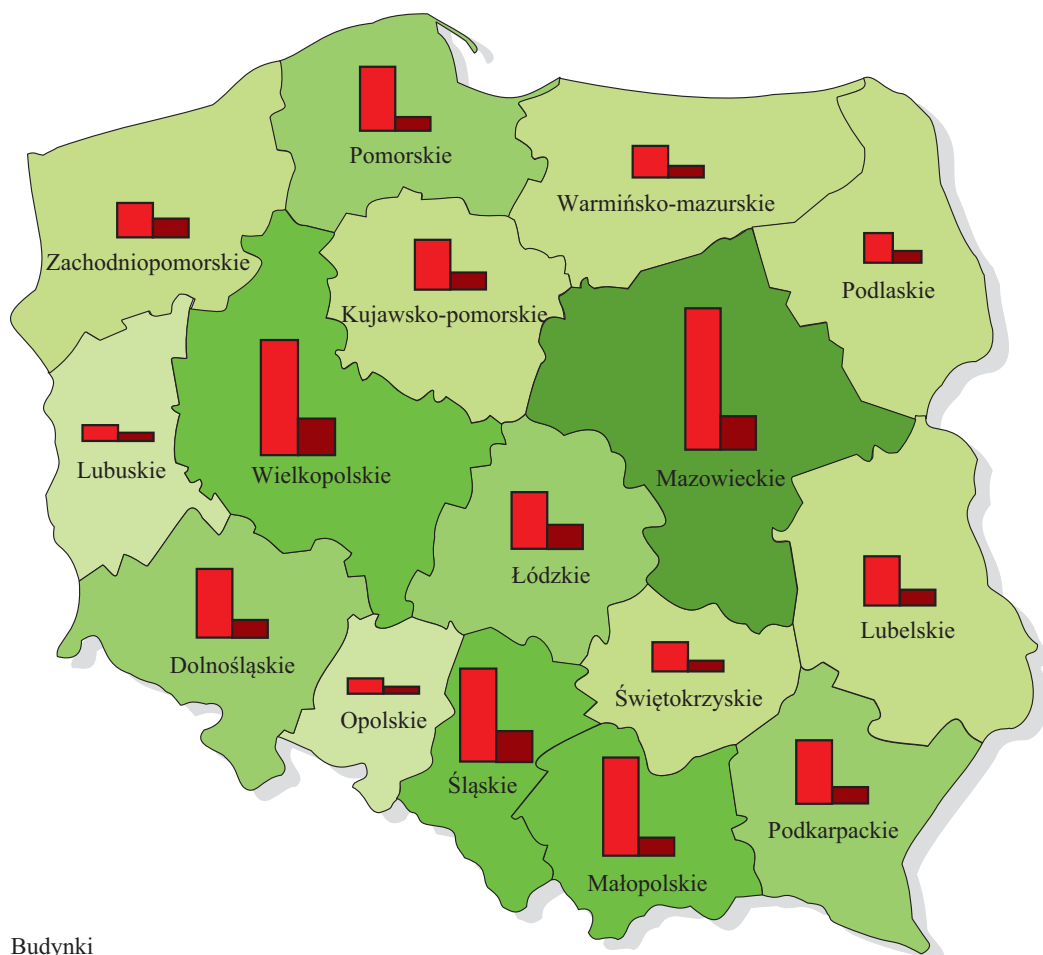 Pomorskie
Warmińsko-mazurskie
Zachodniopomorskie
Podlaskie
Kujawsko-pomorskie
Lubuskie
Wielkopolskie
Mazowieckie
Łódzkie
Lubelskie
Dolnośląskie
Świętokrzyskie
Opolskie
Śląskie
Podkarpackie
Małopolskie
Budynki